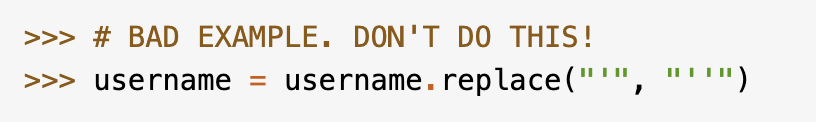 >>> # BAD EXAMPLE. DON'T DO THIS!
>>> username = username.replace("'", "''")